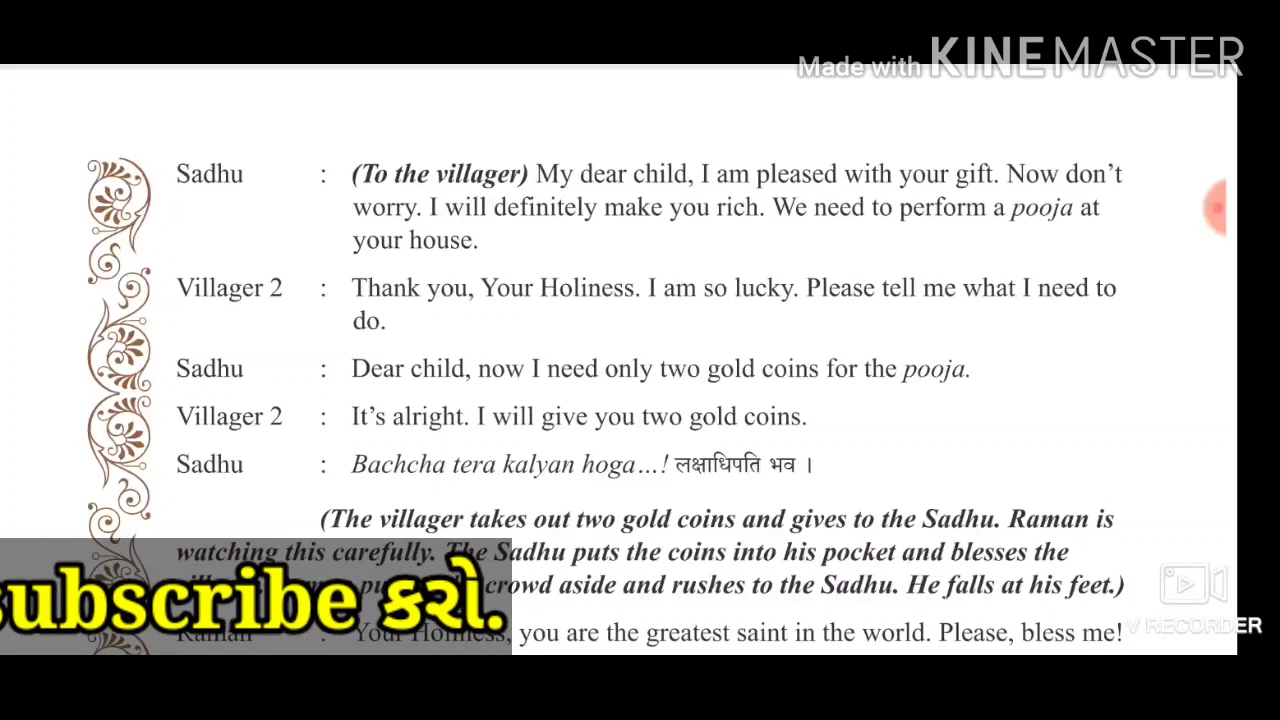 Made with KINEMASTER
Sadhu : (To the villager) My dear child, I am pleased with your gift. Now don't
worry. I will definitely make you rich. We need to perform a pooja at
your house.
Villager 2 : Thank you, Your Holiness. I am so lucky. Please tell me what I need to
do.
Sadhu : Dear child, now I need only two gold coins for the pooja.
Villager 2 : It's alright. I will give you two gold coins.
Sadhu : Bachcha tera kalyan hoga...! लक्षाधिपति भव ।
(The villager takes out two gold coins and gives to the Sadhu. Raman is
watching this carefully. The Sadhu puts the coins into his pocket and blesses the
crowd aside and rushes to the Sadhu. He falls at his feet.)
subscribe કરો.
V RECORDER
Raman : Your Holiness, you are the greatest saint in the world. Please, bless me!